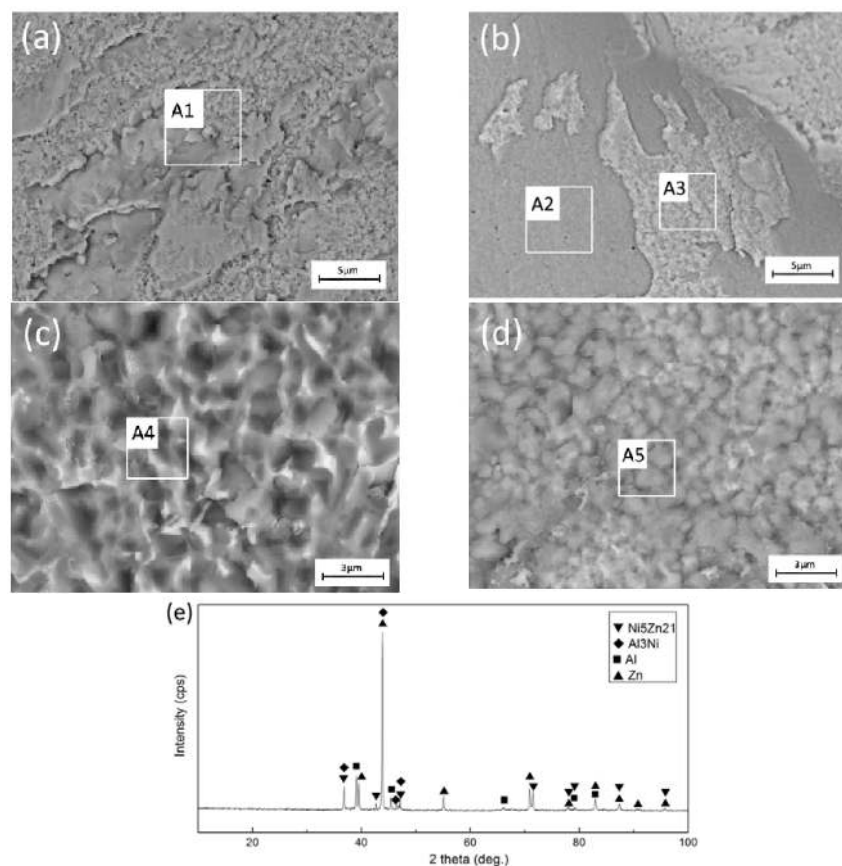 (a)
A1
5μm
(b)
A2
A3
5μm
(c)
A4
3μm
(d)
A5
3μm
(e)
Ni5Zn21
Al3Ni
Al
Zn
Intensity (cps)
20 40 60 80 100
2 theta (deg.)